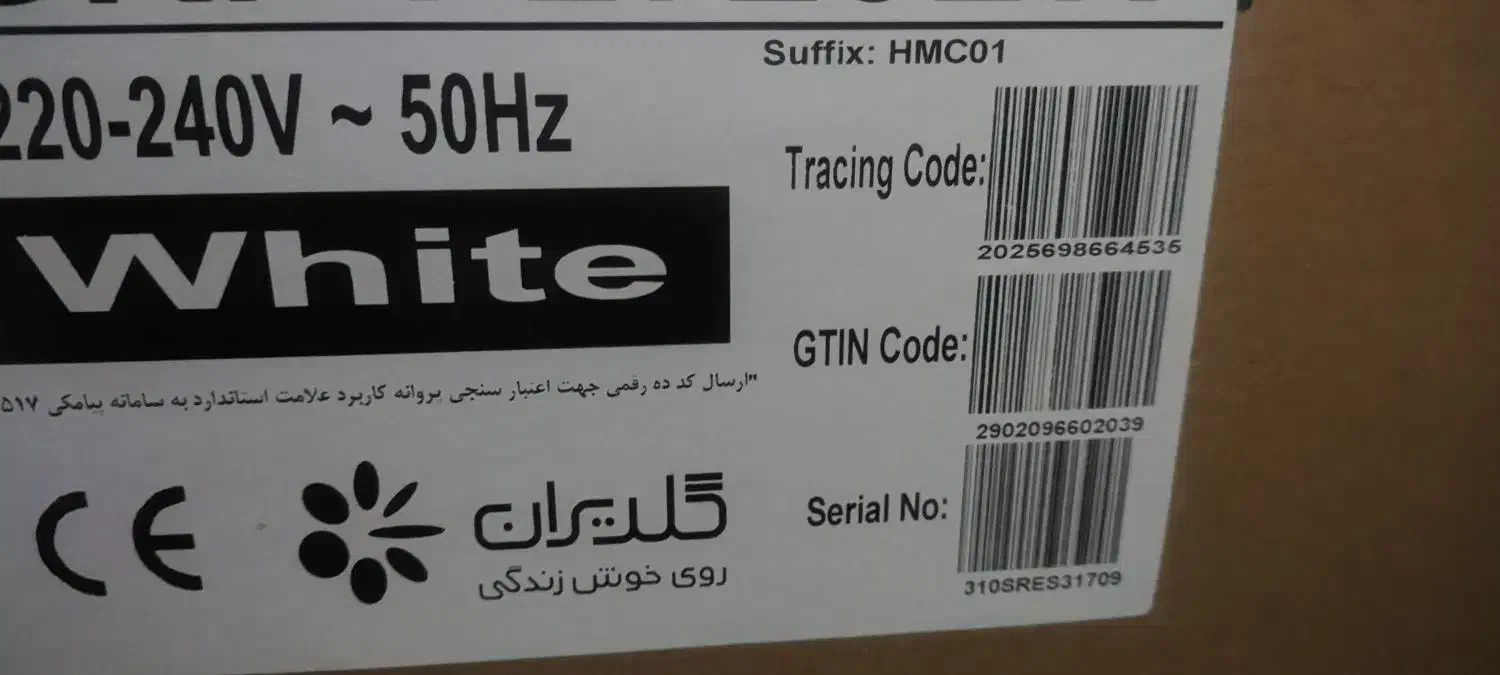 Suffix: HMC01
220-240V ~ 50Hz
Tracing Code:
2025698664535
White
GTIN Code:
2902096602039
"ارسال کد ده رقمی جهت اعتبار سنجی پروانه کاربرد علامت استاندارد به سامانه پیامکی ۵۱۷
Serial No:
310SRES31709
CE
گلدیران
روی خوش زندگی